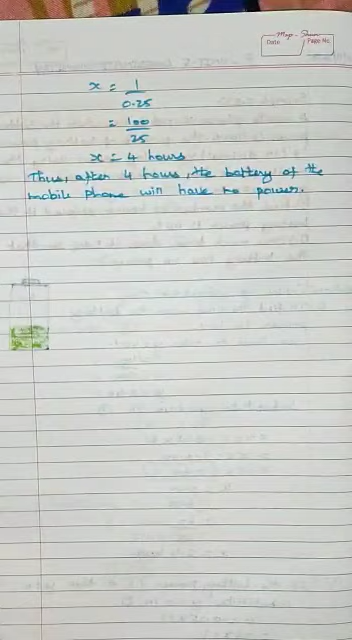 Date
Page No.
x = 1
0.25
= 100
25
x = 4 hours
Thus, after 4 hours, the battery of the
mobile phone will have no power.